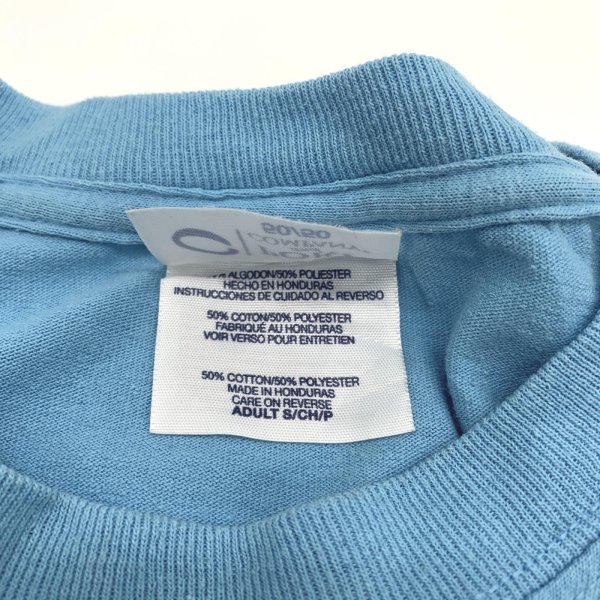 50/50
COMPANY
ALGODON/50% POLIESTER
HECHO EN HONDURAS
INSTRUCCIONES DE CUIDADO AL REVERSO
50% COTON/50% POLYESTER
FABRIQUÉ AU HONDURAS
VOIR VERSO POUR ENTRETIEN
50% COTTON/50% POLYESTER
MADE IN HONDURAS
CARE ON REVERSE
ADULT S/CH/P